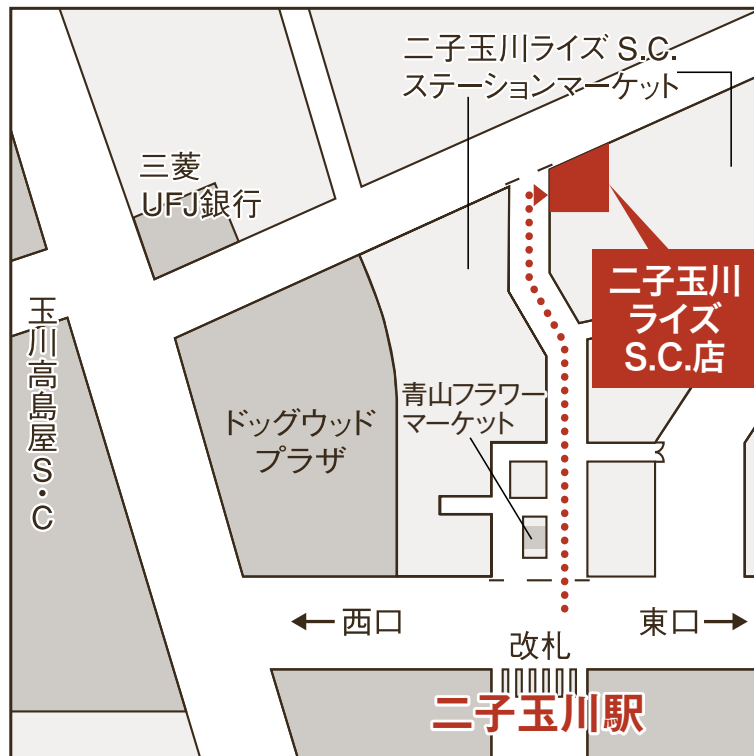 二子玉川ライズ S.C.
ステーションマーケット
三菱
UFJ銀行
二子玉川
ライズ
S.C.店
玉川高島屋S・C
青山フラワー
マーケット
ドッグウッド
プラザ
←西口
東口→
改札
二子玉川駅